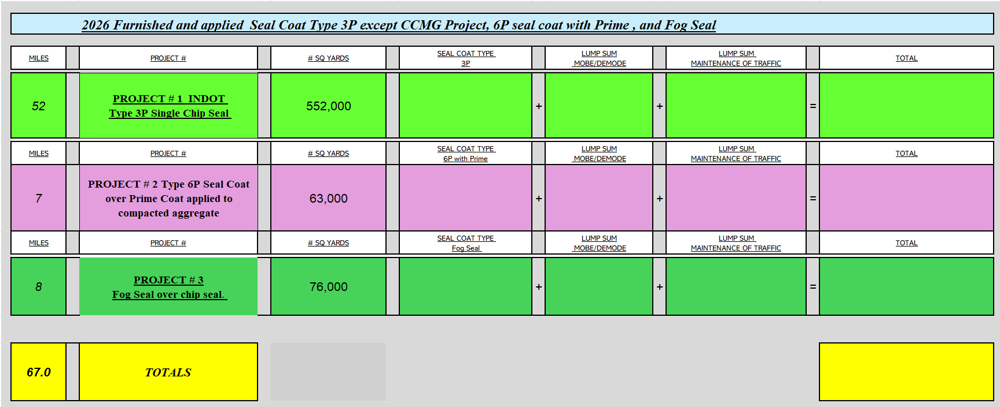 2026 Furnished and applied  Seal Coat Type 3P except CCMG Project, 6P seal coat with Prime , and Fog Seal
MILES PROJECT # # SQ YARDS SEAL COAT TYPE LUMP SUM LUMP SUM TOTAL
3P MOBE/DEMODE MAINTENANCE OF TRAFFIC
52 PROJECT # 1  INDOT 552,000 + + =
Type 3P Single Chip Seal
MILES PROJECT # # SQ YARDS SEAL COAT TYPE LUMP SUM LUMP SUM TOTAL
6P with Prime MOBE/DEMODE MAINTENANCE OF TRAFFIC
PROJECT # 2 Type 6P Seal Coat
7 over Prime Coat applied to 63,000 + + =
compacted aggregate
MILES PROJECT # # SQ YARDS SEAL COAT TYPE LUMP SUM LUMP SUM TOTAL
Fog Seal MOBE/DEMODE MAINTENANCE OF TRAFFIC
8 PROJECT # 3 76,000 + + =
Fog Seal over chip seal.
67.0 TOTALS